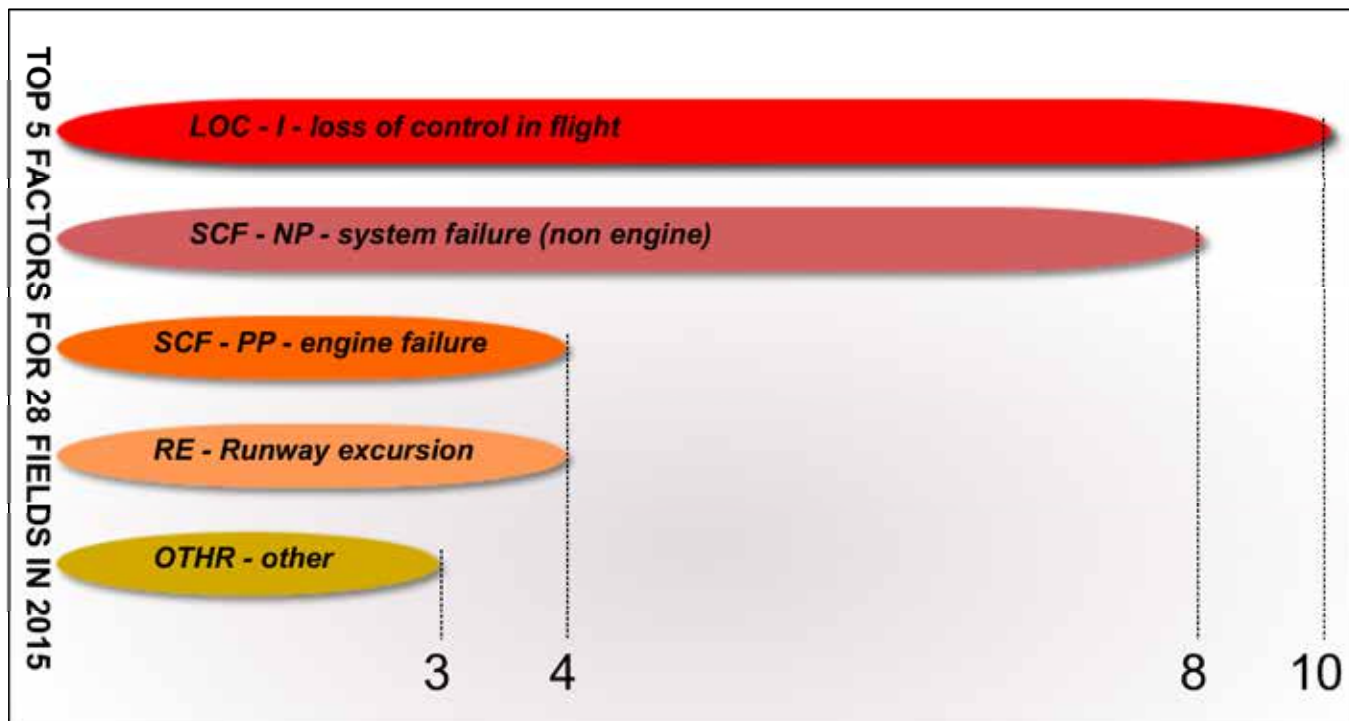 TOP 5 FACTORS FOR 28 FIELDS IN 2015
LOC - I - loss of control in flight
SCF - NP - system failure (non engine)
SCF - PP - engine failure
RE - Runway excursion
OTHR - other
3 4 8 10